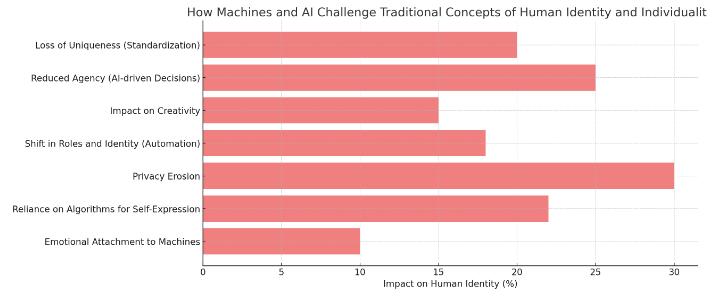 How Machines and AI Challenge Traditional Concepts of Human Identity and Individualit
Loss of Uniqueness (Standardization)
Reduced Agency (AI-driven Decisions)
Impact on Creativity
Shift in Roles and Identity (Automation)
Privacy Erosion
Reliance on Algorithms for Self-Expression
Emotional Attachment to Machines
0 5 10 15 20 25 30
Impact on Human Identity (%)